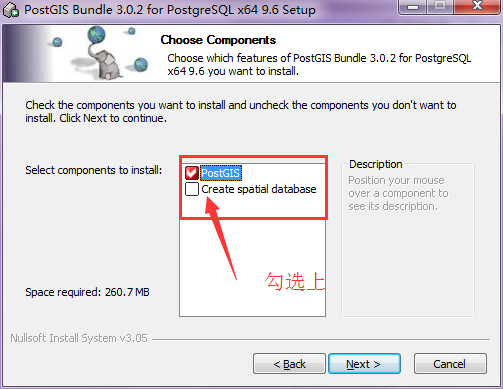 PostGIS Bundle 3.0.2 for PostgreSQL x64 9.6 Setup
Choose Components
Choose which features of PostGIS Bundle 3.0.2 for PostgreSQL
x64 9.6 you want to install.
Check the components you want to install and uncheck the components you don't want to
install. Click Next to continue.
Select components to install:
PostGIS
Create spatial database
Description
Position your mouse
over a component to
see its description.
勾选上
Space required: 260.7 MB
Nullsoft Install System v3.05
< Back
Next >
Cancel